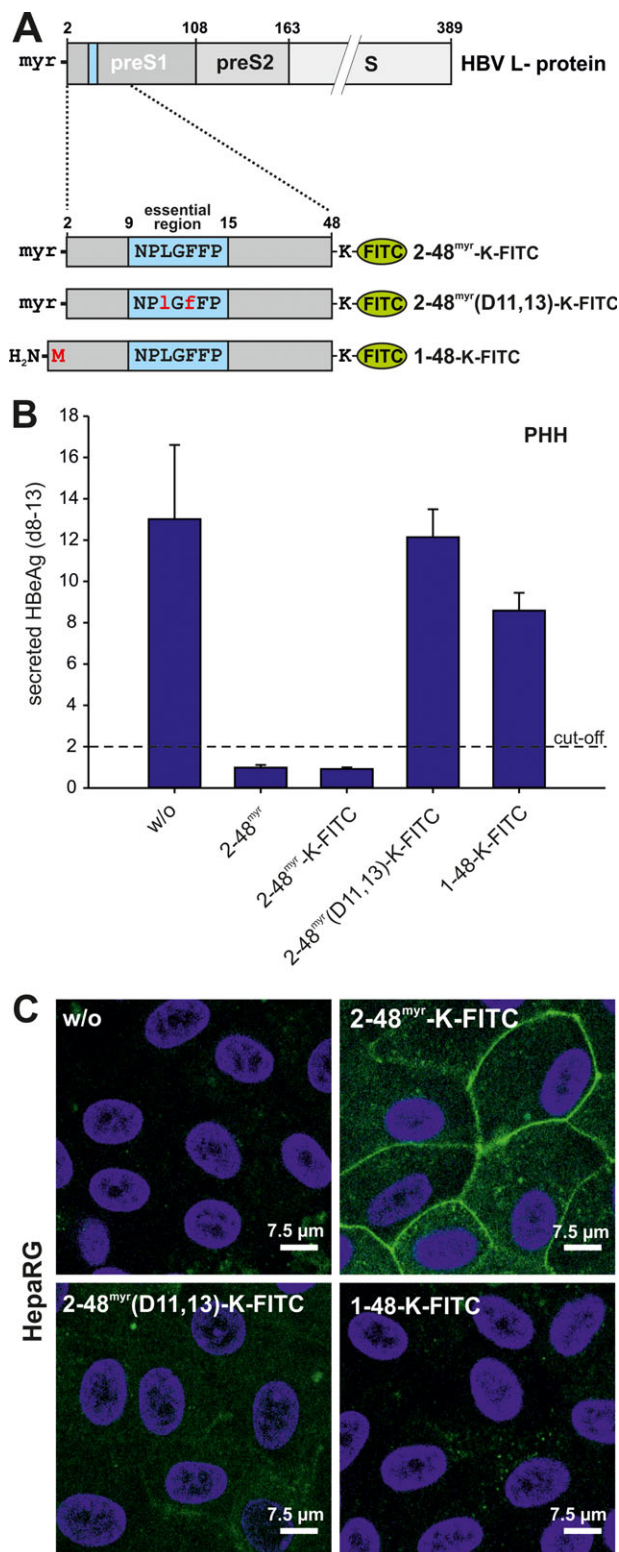 A
2 108 163 389
myr preS1 preS2 S HBV L- protein
essential
region
2 9 15 48
myr NPLGFFP K FITC 2-48myr-K-FITC
myr NPlGfFP K FITC 2-48myr(D11,13)-K-FITC
H2N M NPLGFFP K FITC 1-48-K-FITC
B
PHH
secreted HBeAg (d8-13)
18
16
14
12
10
8
6
4
2
0
cut-off
w/o
2-48myr
2-48myr-K-FITC
2-48myr(D11,13)-K-FITC
1-48-K-FITC
C
HepaRG
w/o
7.5 µm
2-48myr-K-FITC
7.5 µm
2-48myr(D11,13)-K-FITC
7.5 µm
1-48-K-FITC
7.5 µm